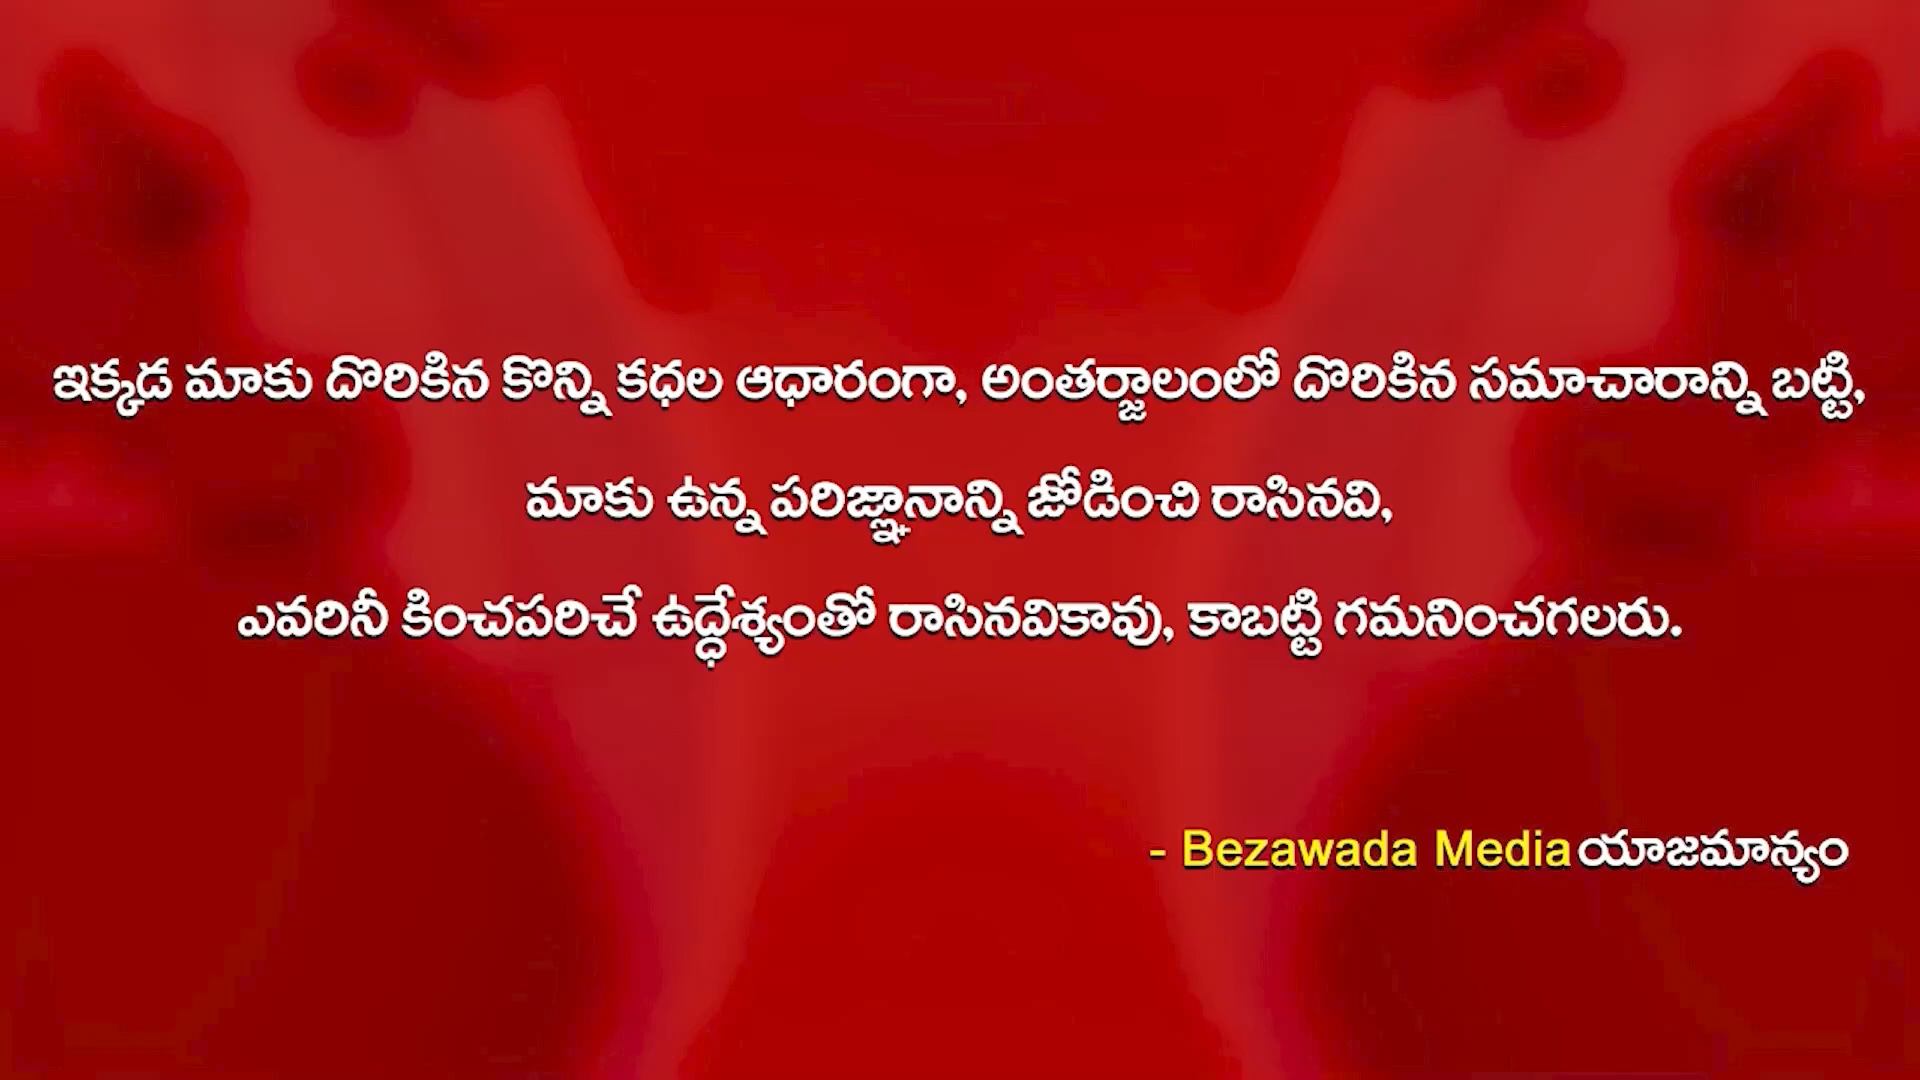 ఇక్కడ మాకు దొరికిన కొన్ని కధల ఆధారంగా, అంతర్జాలంలో దొరికిన సమాచారాన్ని బట్టి,
మాకు ఉన్న పరిజ్ఞానాన్ని జోడించి రాసినవి,
ఎవరినీ కించపరిచే ఉద్ధేశ్యంతో రాసినవికావు, కాబట్టి గమనించగలరు.
- Bezawada Media యాజమాన్యం